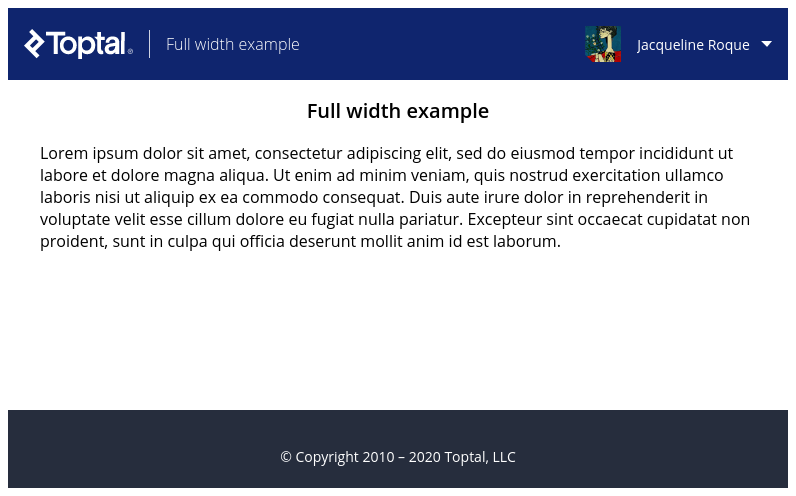 Toptal®
Full width example
Jacqueline Roque
Full width example
Lorem ipsum dolor sit amet, consectetur adipiscing elit, sed do eiusmod tempor incididunt ut
labore et dolore magna aliqua. Ut enim ad minim veniam, quis nostrud exercitation ullamco
laboris nisi ut aliquip ex ea commodo consequat. Duis aute irure dolor in reprehenderit in
voluptate velit esse cillum dolore eu fugiat nulla pariatur. Excepteur sint occaecat cupidatat non
proident, sunt in culpa qui officia deserunt mollit anim id est laborum.
© Copyright 2010 – 2020 Toptal, LLC